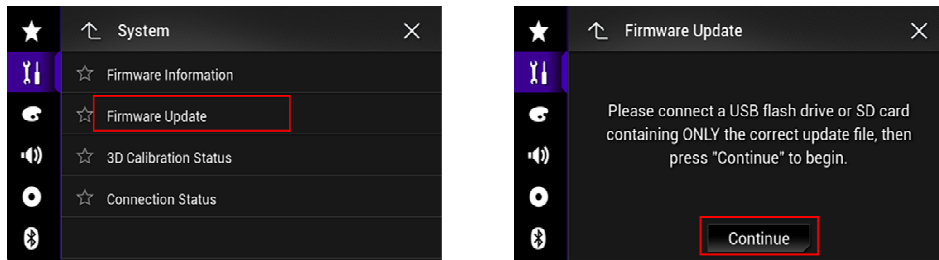 System
Firmware Information
Firmware Update
3D Calibration Status
Connection Status
Firmware Update
Please connect a USB flash drive or SD card
containing ONLY the correct update file, then
press "Continue" to begin.
Continue